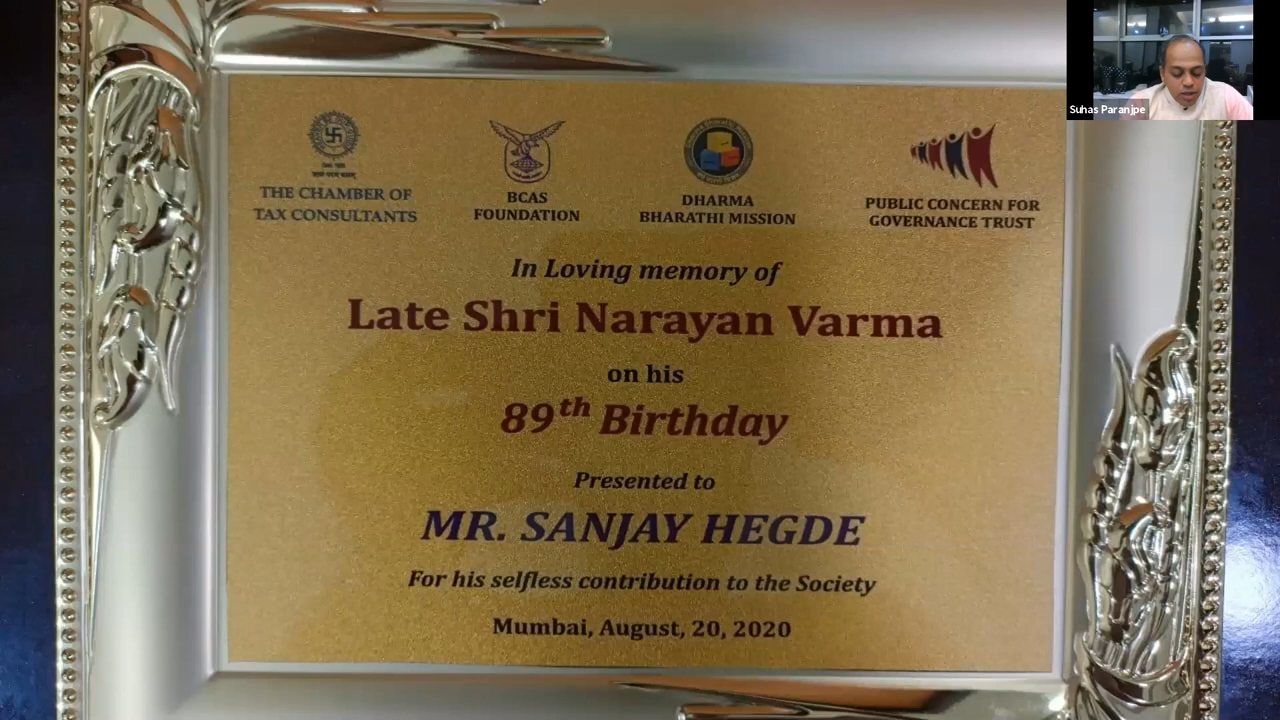 Suhas Paranjpe
THE CHAMBER OF
TAX CONSULTANTS
BCAS
FOUNDATION
DHARMA
BHARATHI MISSION
PUBLIC CONCERN FOR
GOVERNANCE TRUST
In Loving memory of
Late Shri Narayan Varma
on his
89th Birthday
Presented to
MR. SANJAY HEGDE
For his selfless contribution to the Society
Mumbai, August, 20, 2020